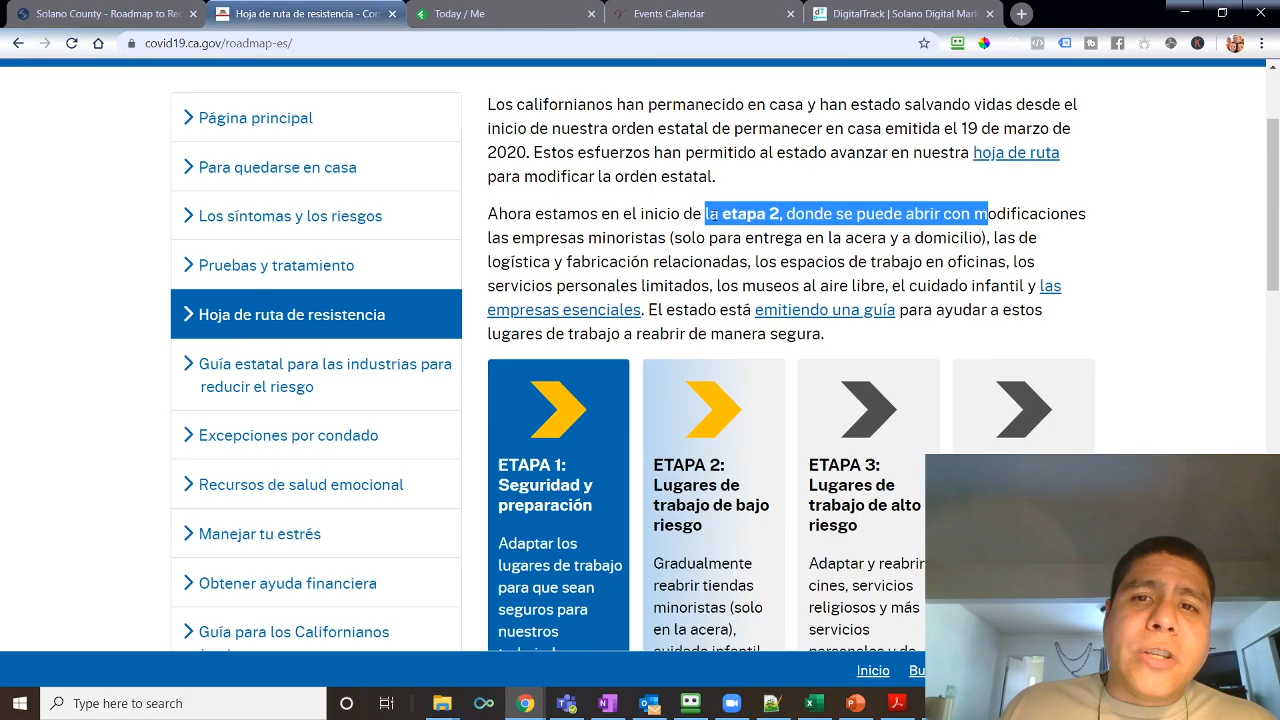 Solano County - Roadmap to Rec
Hoja de ruta de resistencia - Cor
Today / Me
Events Calendar
DigitalTrack | Solano Digital Mark
covid19.ca.gov/roadmap-es/
Página principal
Para quedarse en casa
Los síntomas y los riesgos
Pruebas y tratamiento
Hoja de ruta de resistencia
Guía estatal para las industrias para
reducir el riesgo
Excepciones por condado
Recursos de salud emocional
Manejar tu estrés
Obtener ayuda financiera
Guía para los Californianos
Los californianos han permanecido en casa y han estado salvando vidas desde el
inicio de nuestra orden estatal de permanecer en casa emitida el 19 de marzo de
2020. Estos esfuerzos han permitido al estado avanzar en nuestra hoja de ruta
para modificar la orden estatal.
Ahora estamos en el inicio de la etapa 2, donde se puede abrir con modificaciones
las empresas minoristas (solo para entrega en la acera y a domicilio), las de
logística y fabricación relacionadas, los espacios de trabajo en oficinas, los
servicios personales limitados, los museos al aire libre, el cuidado infantil y las
empresas esenciales. El estado está emitiendo una guía para ayudar a estos
lugares de trabajo a reabrir de manera segura.
ETAPA 1:
Seguridad y
preparación
Adaptar los
lugares de trabajo
para que sean
seguros para
nuestros
ETAPA 2:
Lugares de
trabajo de bajo
riesgo
Gradualmente
reabrir tiendas
minoristas (solo
en la acera),
cuidado infantil
ETAPA 3:
Lugares de
trabajo de alto
riesgo
Adaptar y reabrir
cines, servicios
religiosos y más
servicios
personales y de
Inicio
Bu
Type here to search